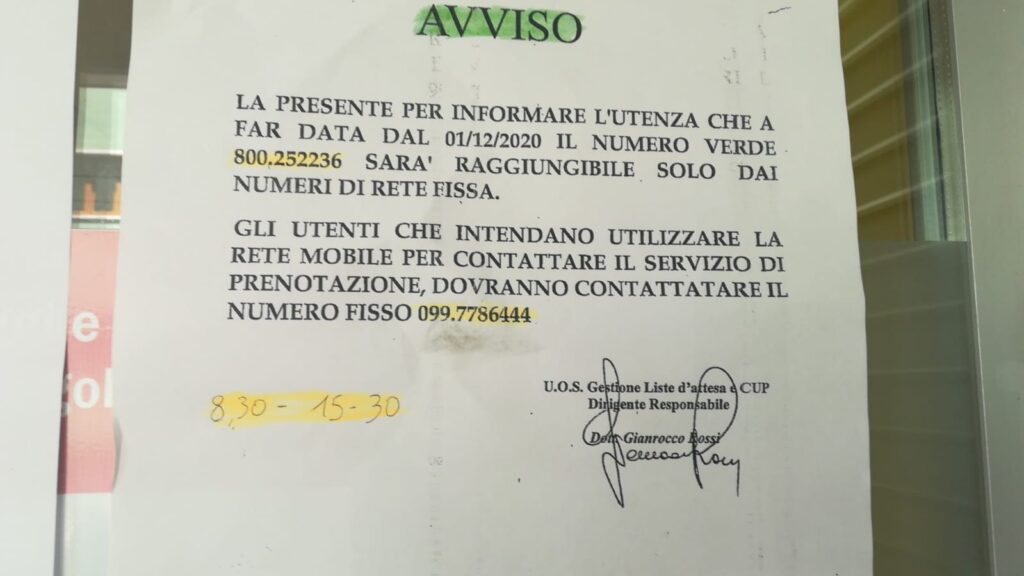 AVVISO
LA PRESENTE PER INFORMARE L'UTENZA CHE A
FAR DATA DAL 01/12/2020 IL NUMERO VERDE
800.252236 SARA' RAGGIUNGIBILE SOLO DAI
NUMERI DI RETE FISSA.
GLI UTENTI CHE INTENDANO UTILIZZARE LA
RETE MOBILE PER CONTATTARE IL SERVIZIO DI
PRENOTAZIONE, DOVRANNO CONTATTATARE IL
NUMERO FISSO 099.7786444
8,30 - 15-30
U.O.S. Gestione Liste d'attesa e CUP
Dirigente Responsabile
Dott. Gianrocco Rossi
e
gol